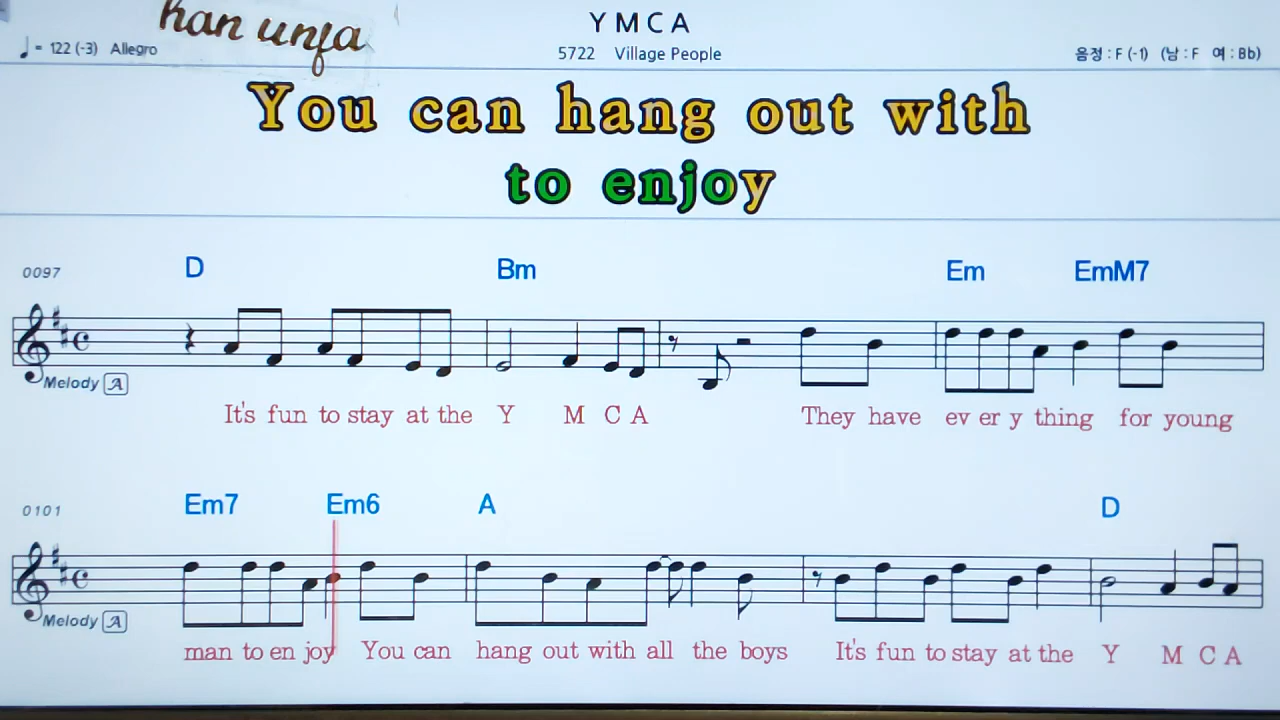 han unfa
♩ = 122 (-3) Allegro
Y M C A
5722 Village People
음정 : F (-1) (남 : F 여 : Bb)
You can hang out with
to enjoy
0097 D Bm Em EmM7
Melody A
It's fun to stay at the Y M C A They have ev er y thing for young
0101 Em7 Em6 A D
Melody A
man to en joy You can hang out with all the boys It's fun to stay at the Y M C A